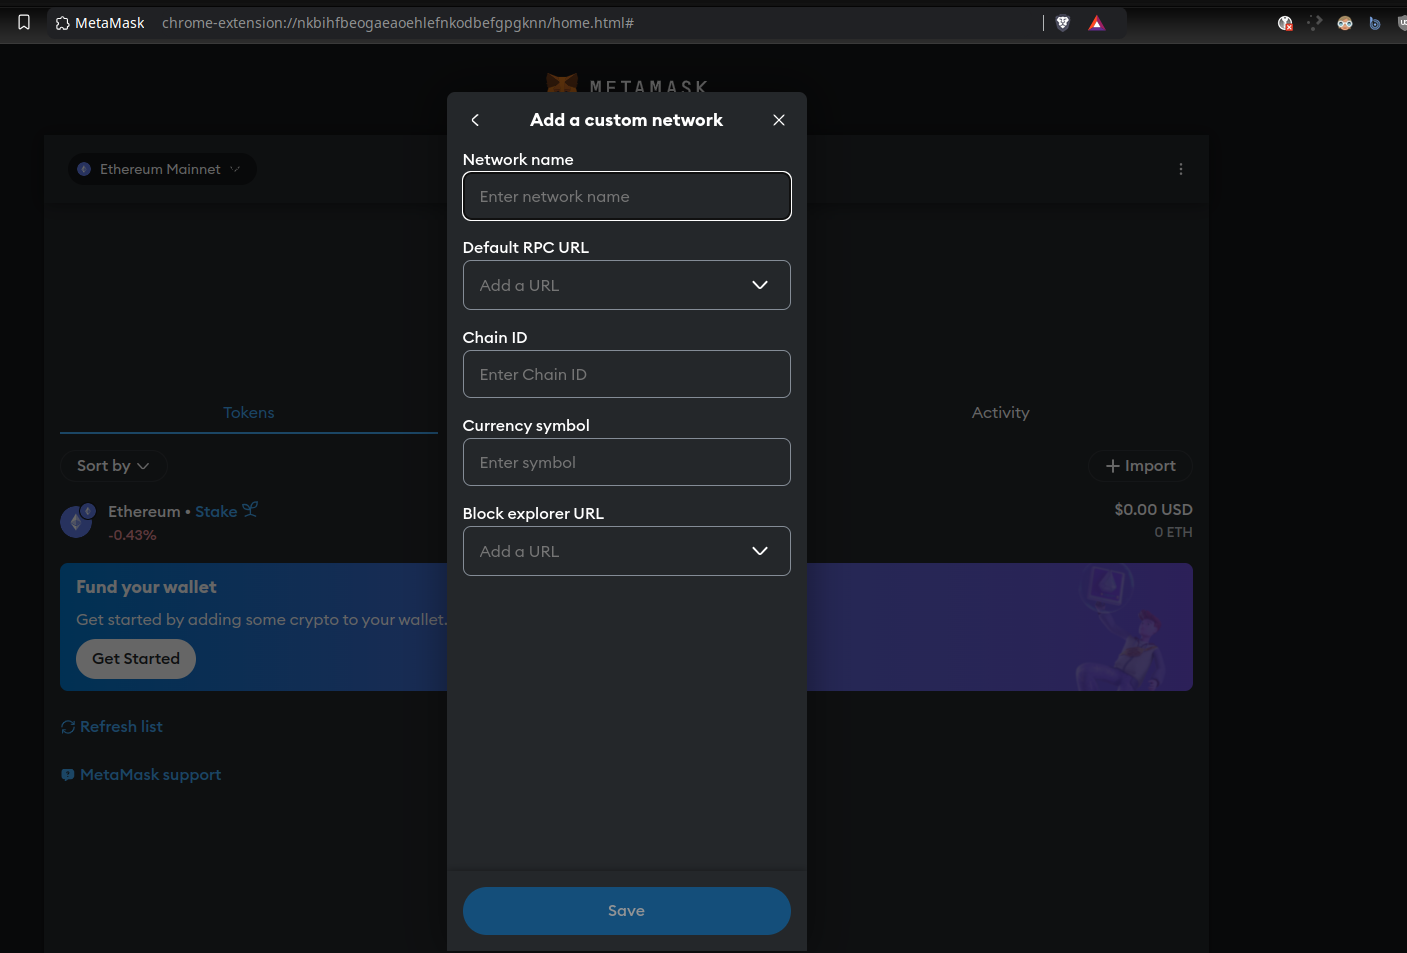 MetaMask chrome-extension://nkbihfbeogaeaoehlefnkodbefgpgknn/home.html#
METAMASK
Add a custom network
Ethereum Mainnet
Network name
Enter network name
Default RPC URL
Add a URL
Chain ID
Enter Chain ID
Currency symbol
Enter symbol
Block explorer URL
Add a URL
Save
Tokens
Activity
Sort by
+ Import
Ethereum • Stake
-0.43%
$0.00 USD
0 ETH
Fund your wallet
Get started by adding some crypto to your wallet.
Get Started
Refresh list
MetaMask support